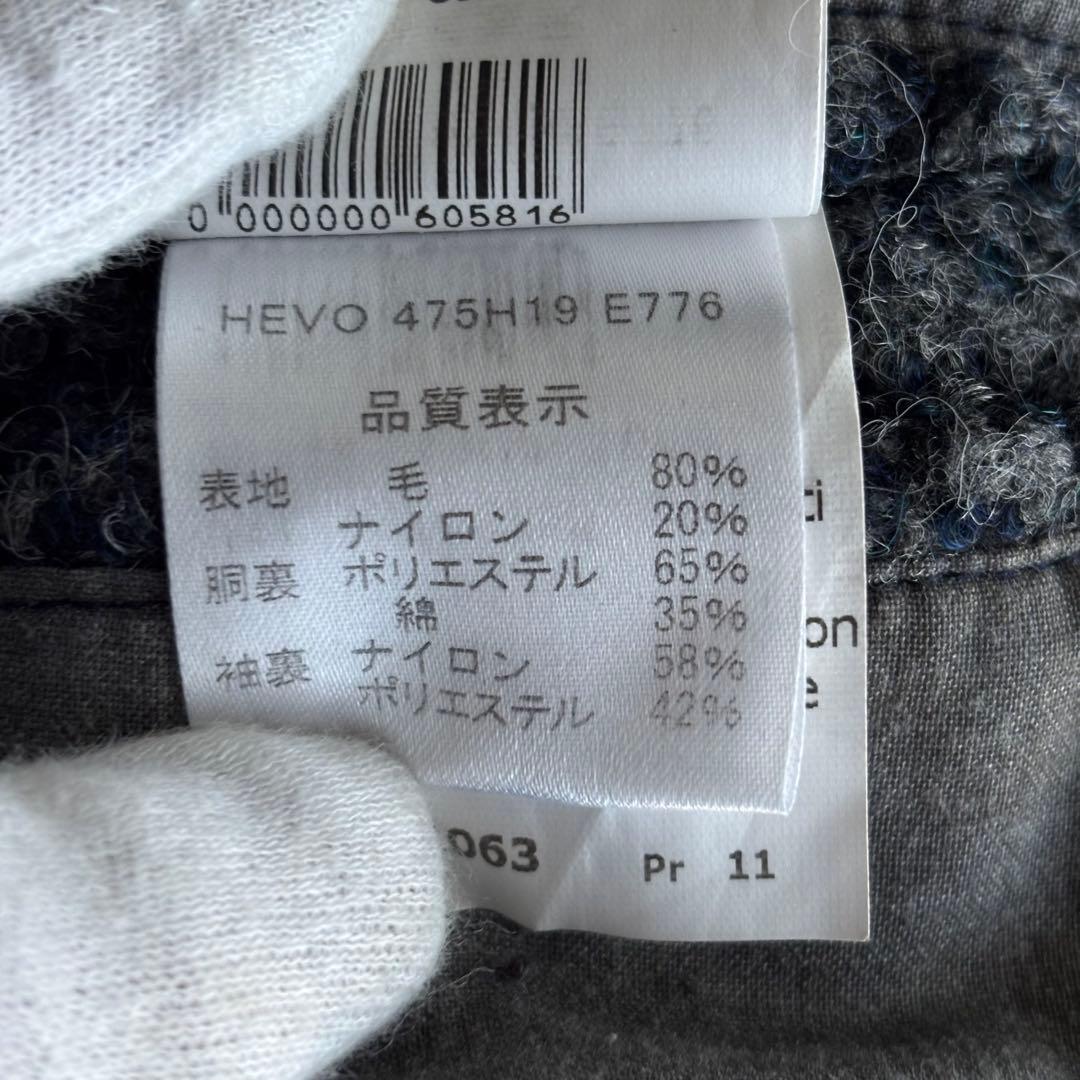 0 000000 605816
HEVO 475H19 E776
品質表示
表地 毛 80%
ナイロン 20%
胴裏 ポリエステル 65%
綿 35%
袖裏 ナイロン 58%
ポリエステル 42%
063 Pr 11